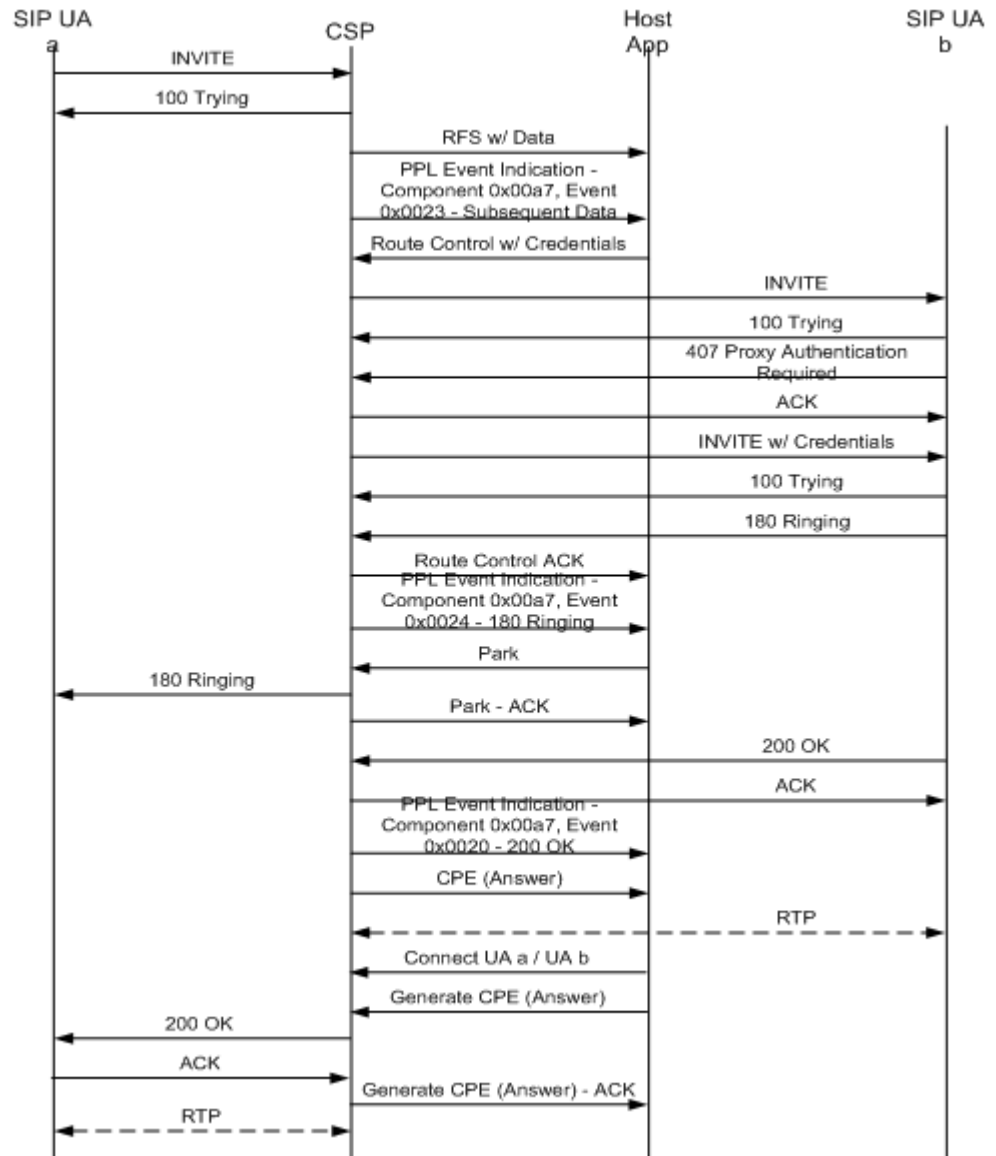 SIP UA
a
CSP
Host
App
SIP UA
b
INVITE
100 Trying
RFS w/ Data
PPL Event Indication -
Component 0x00a7, Event
0x0023 - Subsequent Data
Route Control w/ Credentials
INVITE
100 Trying
407 Proxy Authentication
Required
ACK
INVITE w/ Credentials
100 Trying
180 Ringing
Route Control ACK
PPL Event Indication -
Component 0x00a7, Event
0x0024 - 180 Ringing
Park
180 Ringing
Park - ACK
200 OK
ACK
PPL Event Indication -
Component 0x00a7, Event
0x0020 - 200 OK
CPE (Answer)
RTP
Connect UA a / UA b
Generate CPE (Answer)
200 OK
ACK
Generate CPE (Answer) - ACK
RTP